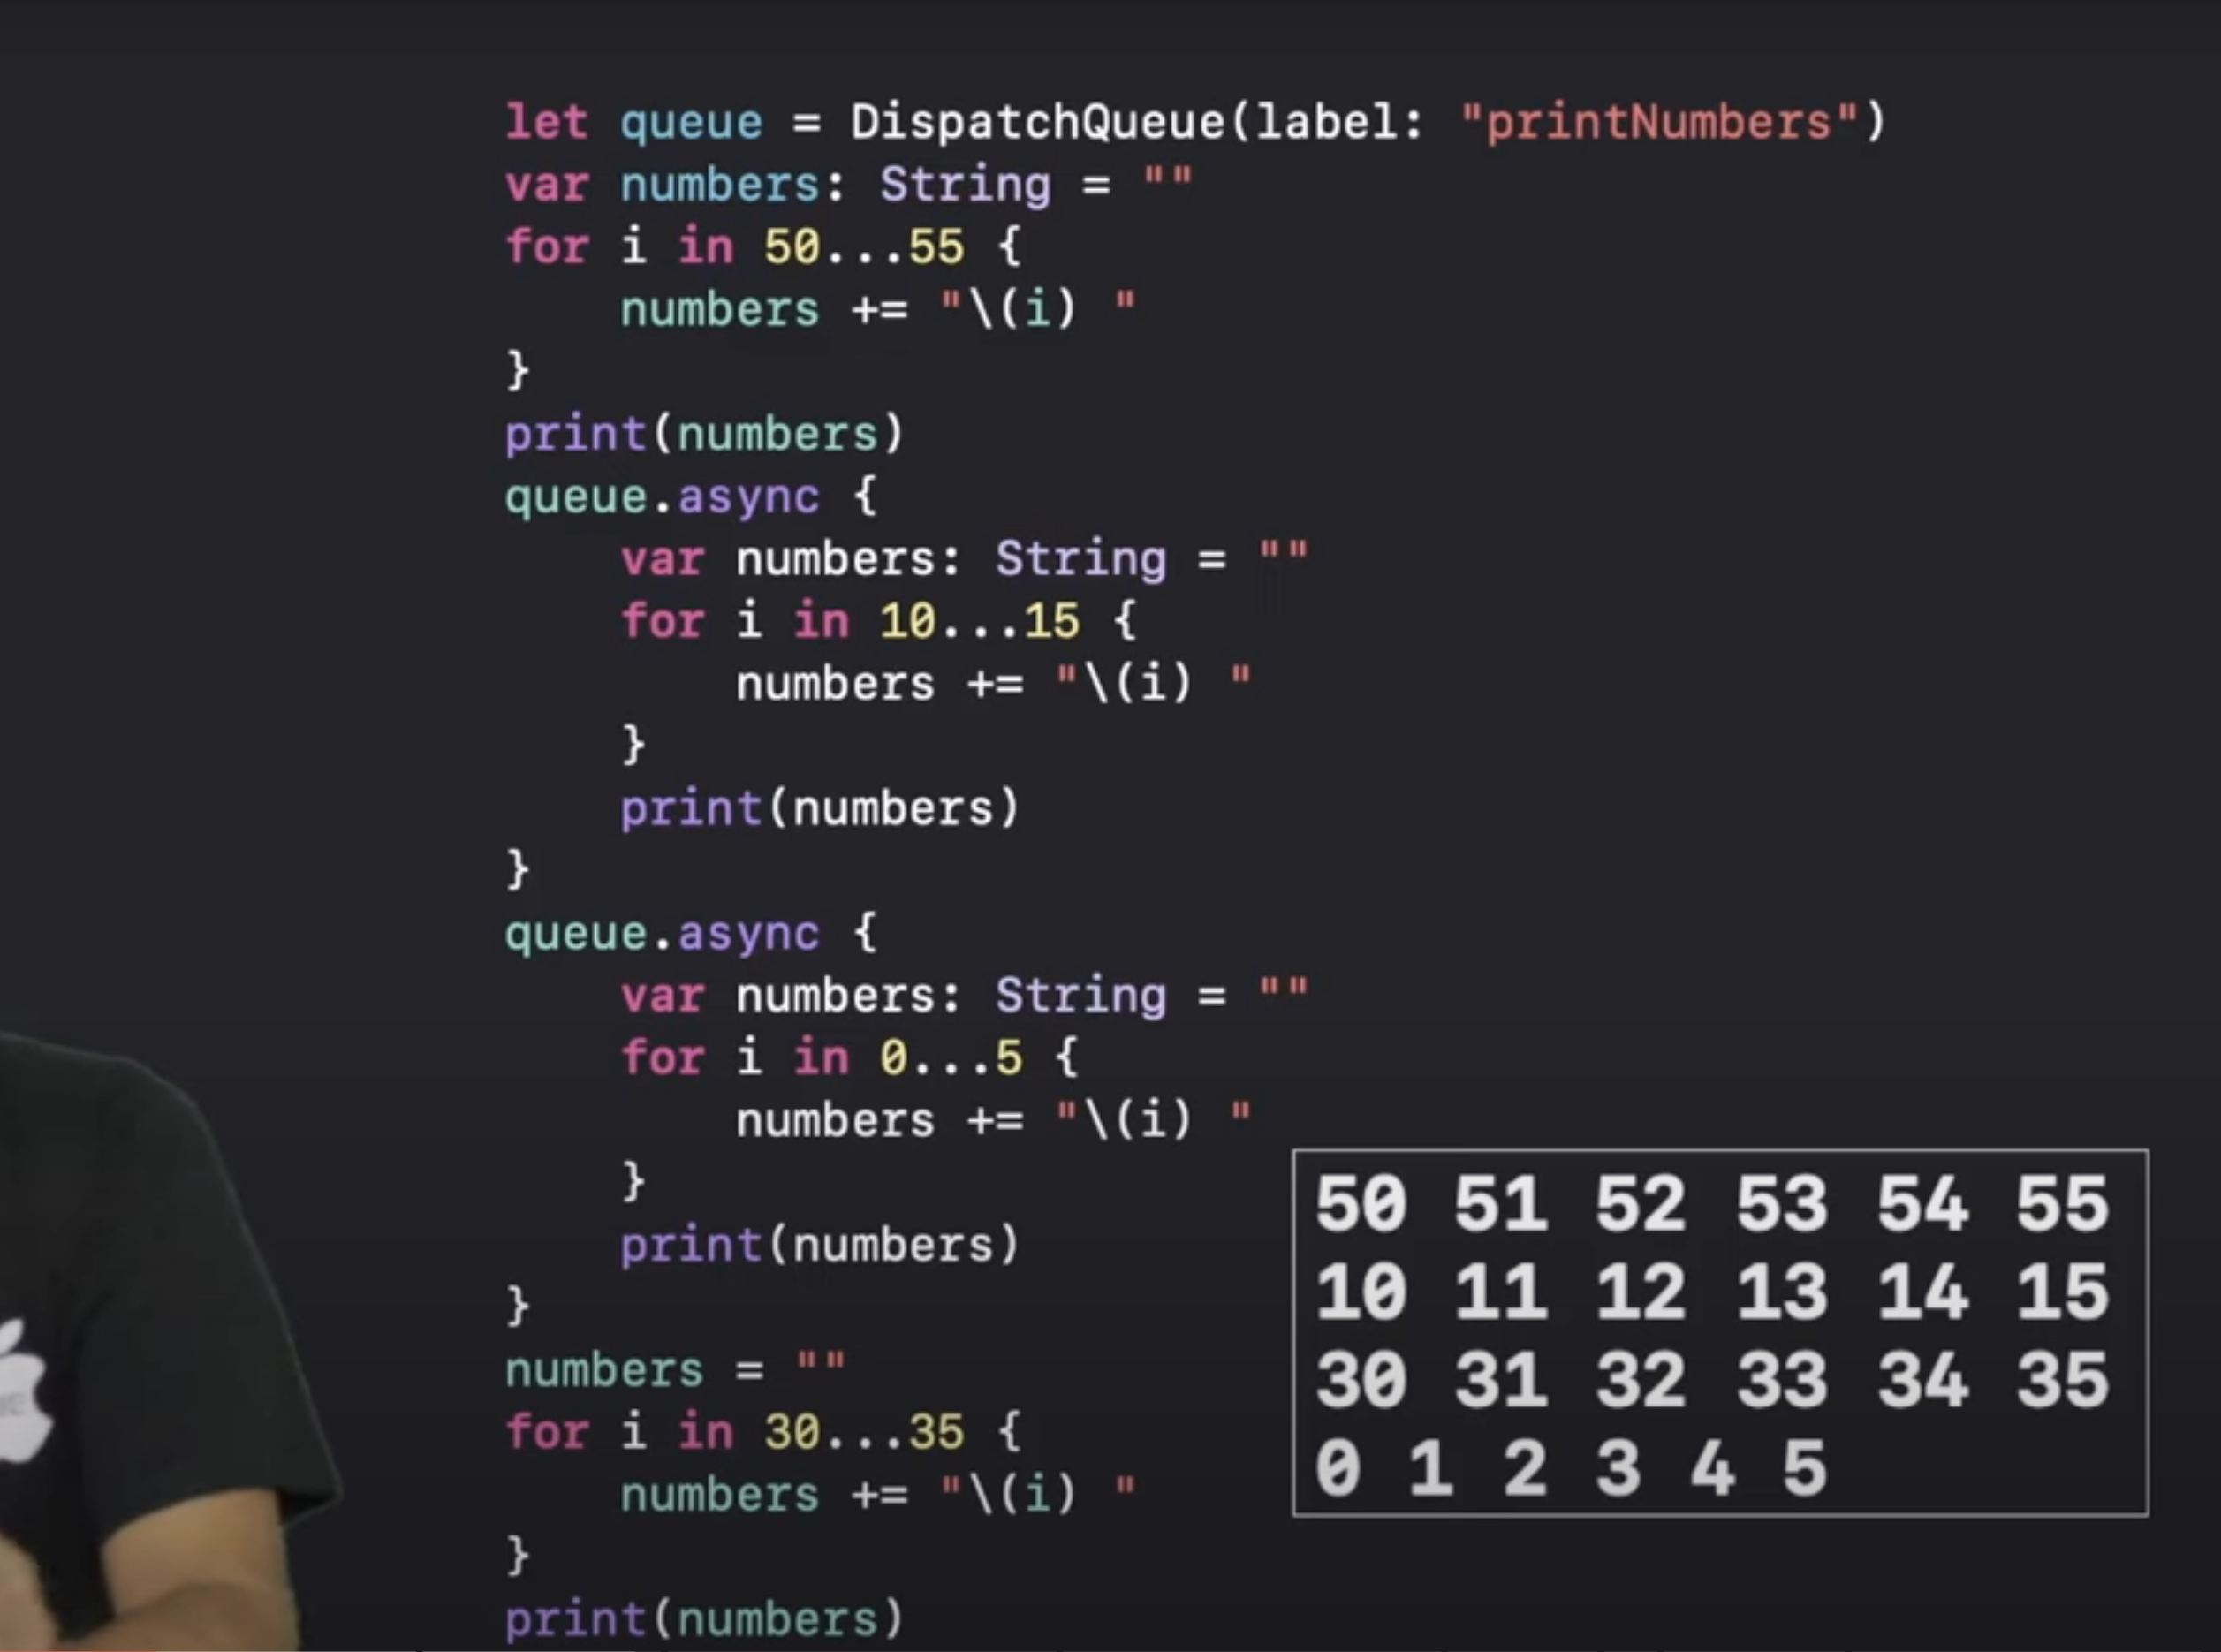 let queue = DispatchQueue(label: "printNumbers")
var numbers: String = ""
for i in 50...55 {
    numbers += "\(i) "
}
print(numbers)
queue.async {
    var numbers: String = ""
    for i in 10...15 {
        numbers += "\(i) "
    }
    print(numbers)
}
queue.async {
    var numbers: String = ""
    for i in 0...5 {
        numbers += "\(i) "
    }
    print(numbers)
}
numbers = ""
for i in 30...35 {
    numbers += "\(i) "
}
print(numbers)
50 51 52 53 54 55
10 11 12 13 14 15
30 31 32 33 34 35
0 1 2 3 4 5